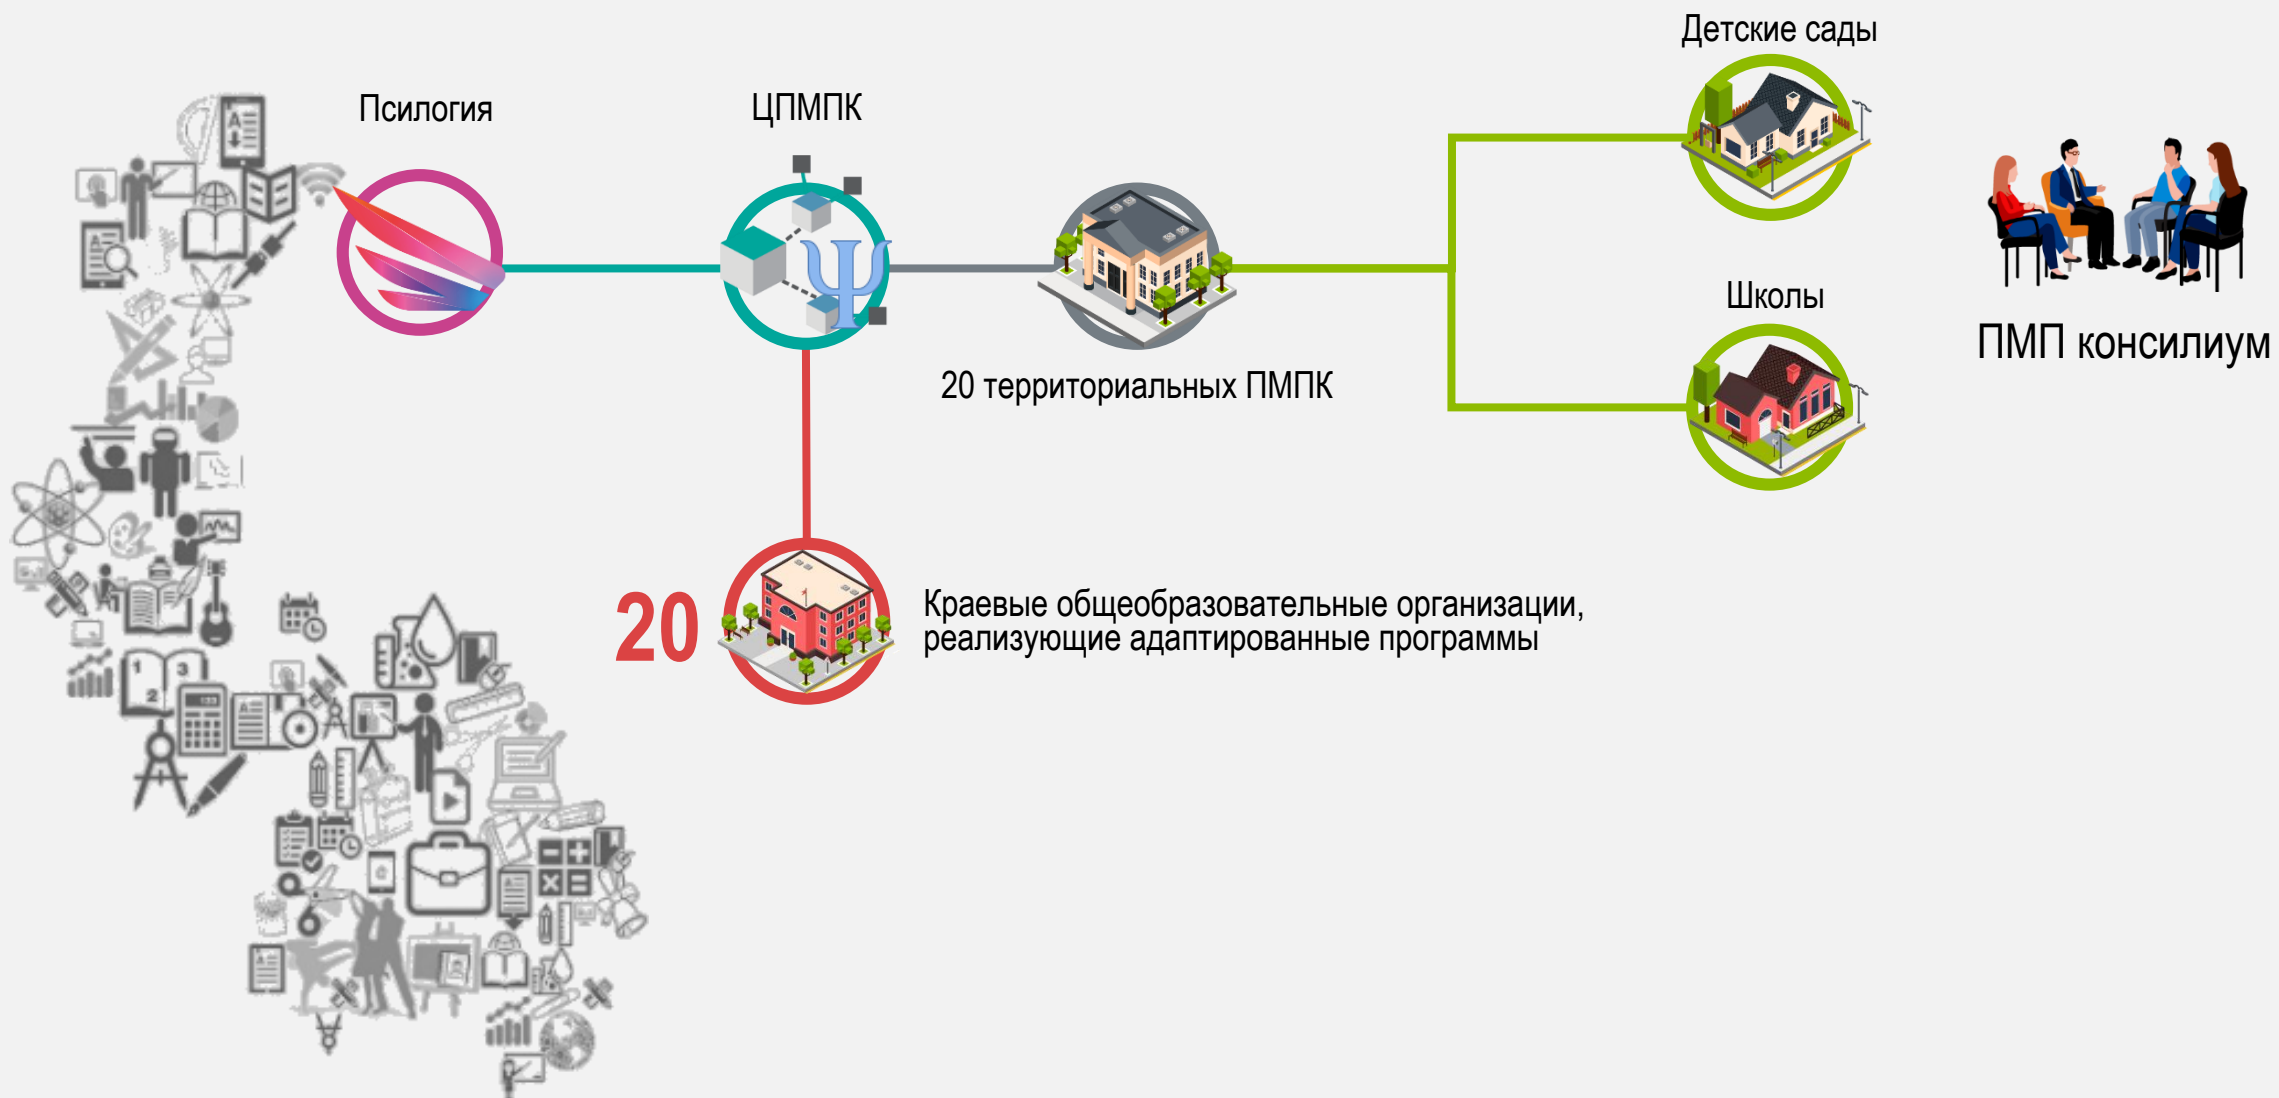 Детские сады
Псилогия
ЦПМПК
Школы
ПМП консилиум
20 территориальных ПМПК
20
Краевые общеобразовательные организации,
реализующие адаптированные программы